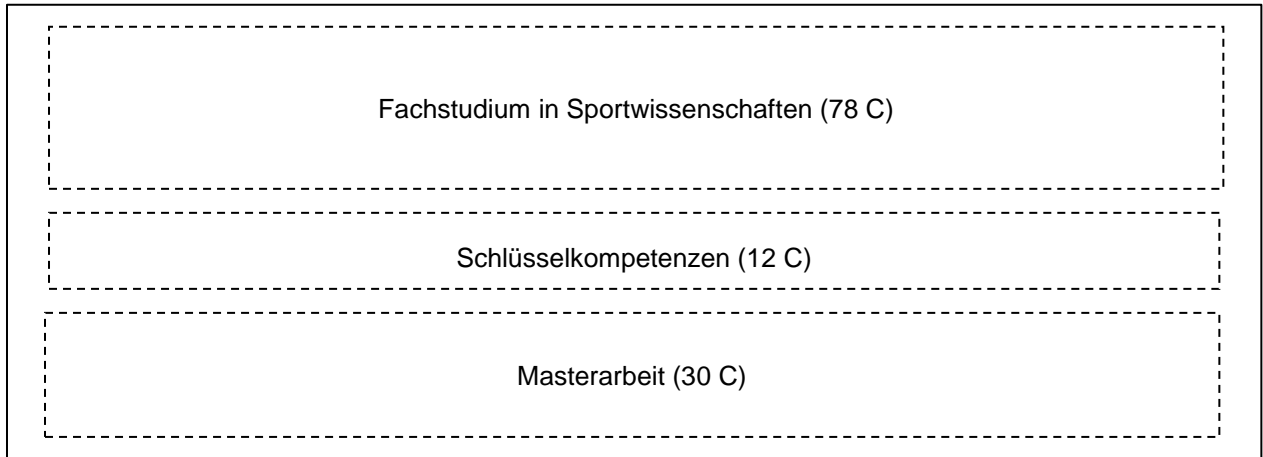 Fachstudium in Sportwissenschaften (78 C)
Schlüsselkompetenzen (12 C)
Masterarbeit (30 C)